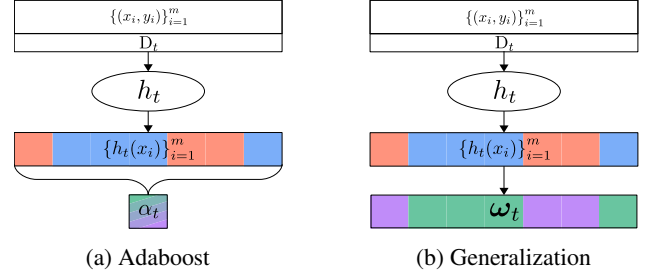 {(x_i, y_i)}_{i=1}^m
D_t
h_t
{h_t(x_i)}_{i=1}^m
α_t
(a) Adaboost
{(x_i, y_i)}_{i=1}^m
D_t
h_t
{h_t(x_i)}_{i=1}^m
ω_t
(b) Generalization